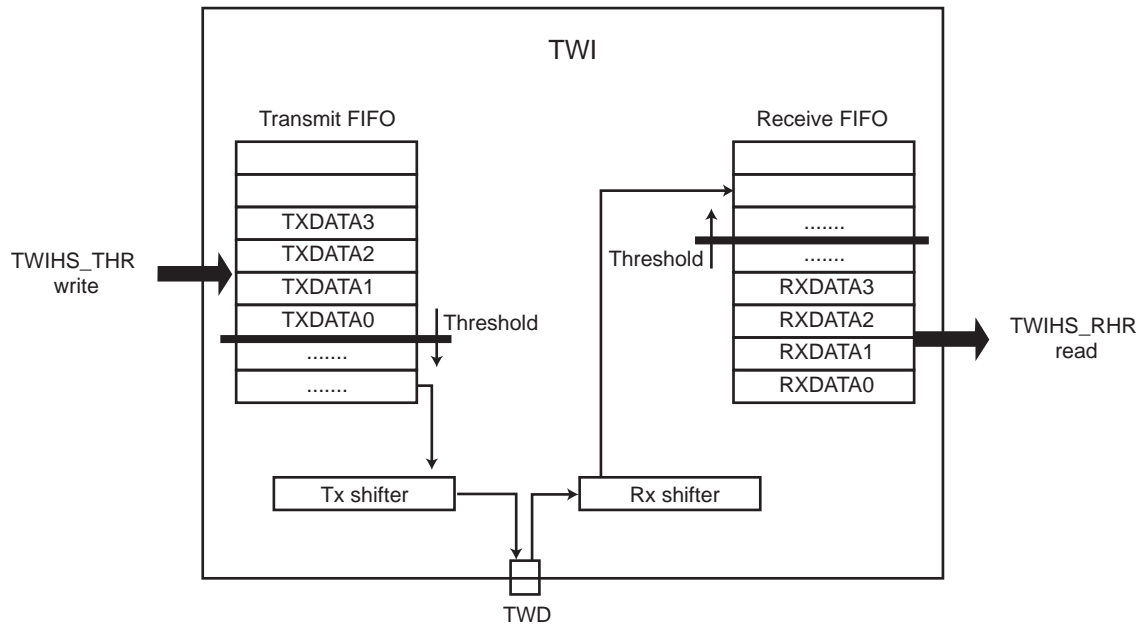 TWI
Transmit FIFO
Receive FIFO
TXDATA3
TXDATA2
TXDATA1
TXDATA0
.......
.......
Threshold
TWIHS_THR
write
.......
.......
RXDATA3
RXDATA2
RXDATA1
RXDATA0
Threshold
TWIHS_RHR
read
Tx shifter
Rx shifter
TWD